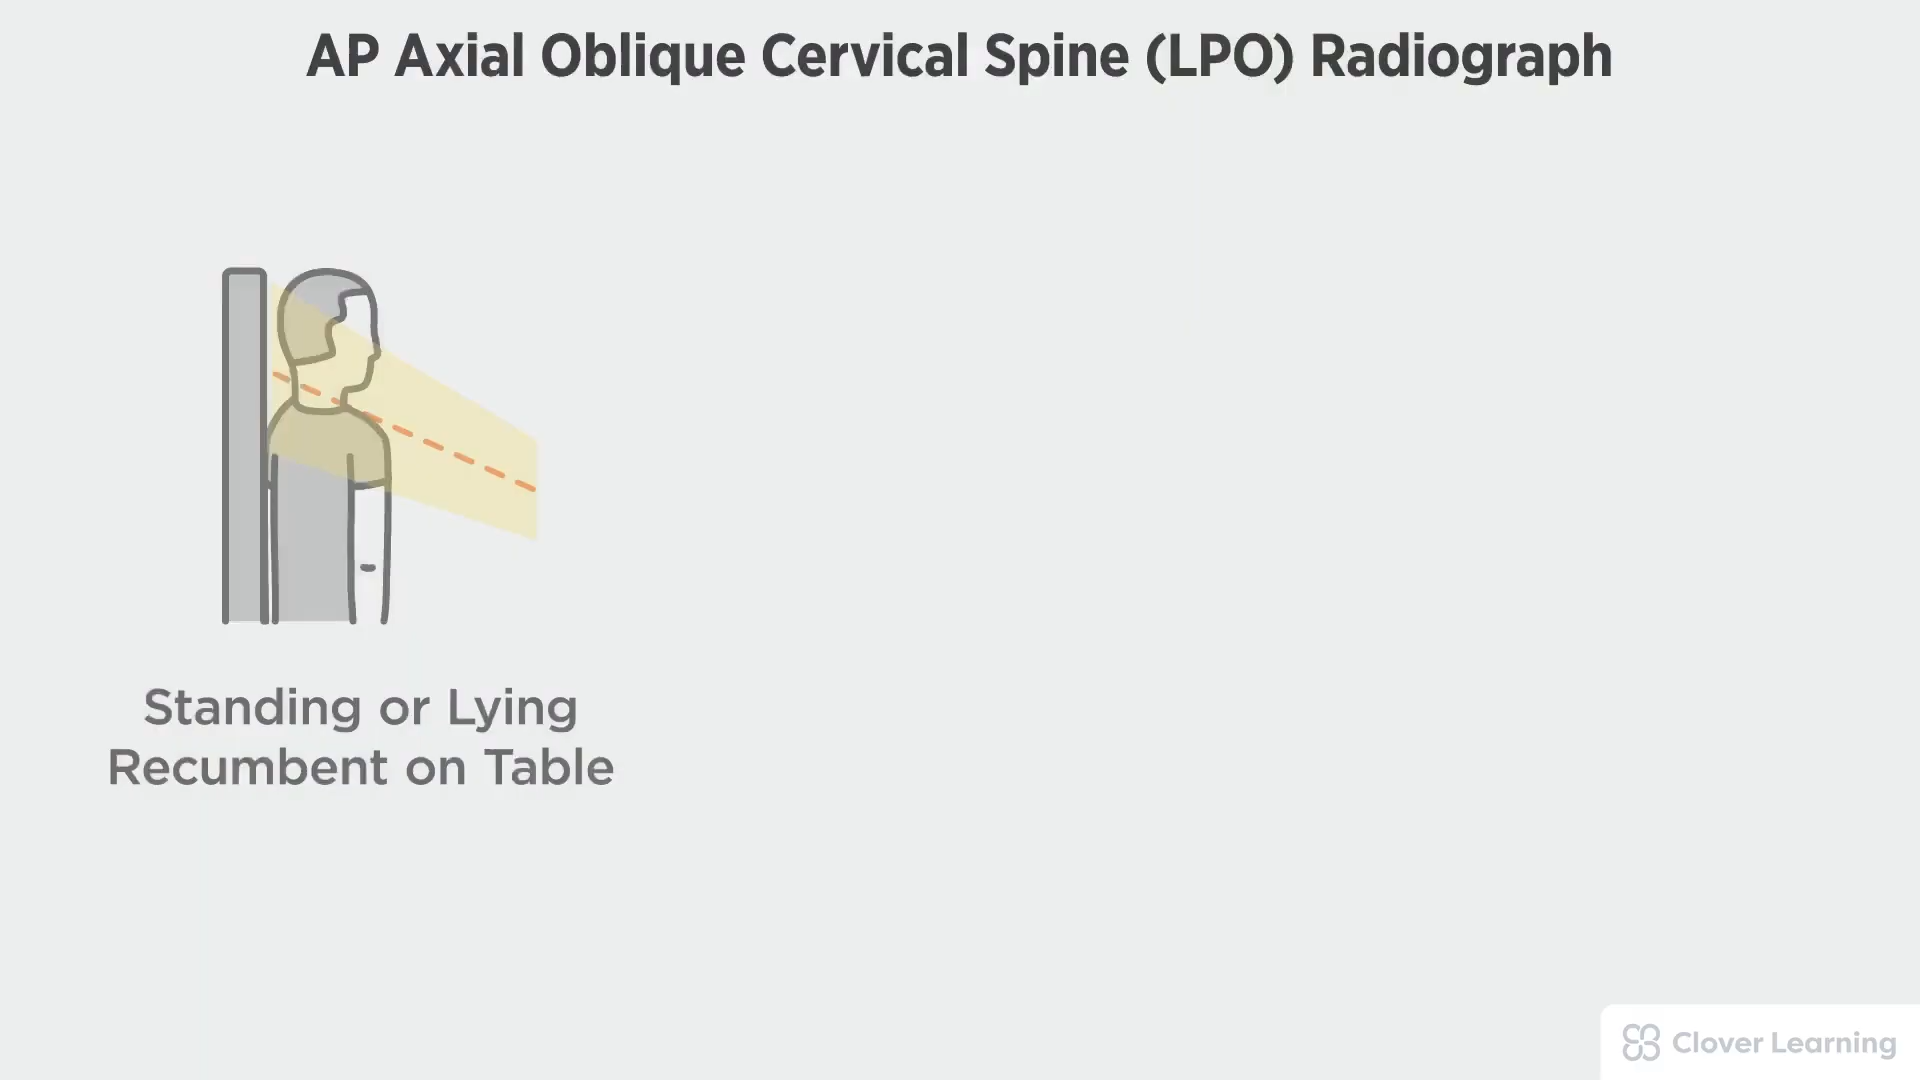 AP Axial Oblique Cervical Spine (LPO) Radiograph
Standing or Lying
Recumbent on Table
Clover Learning